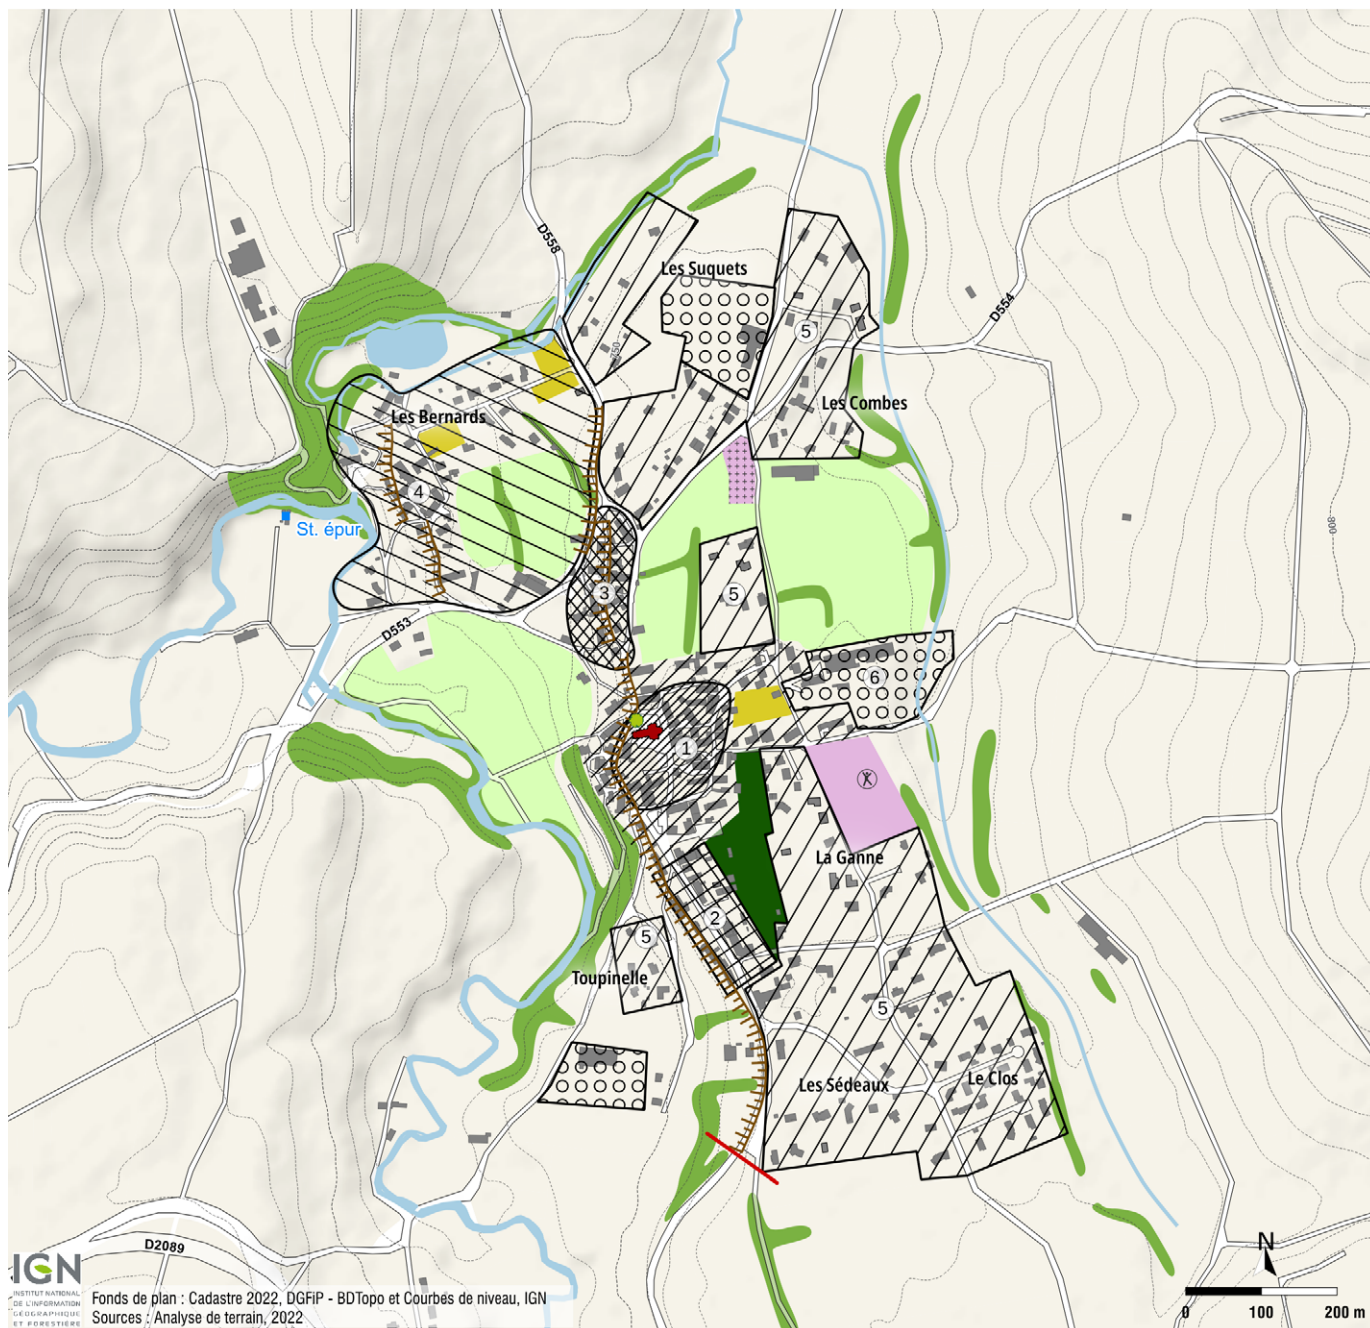 D558
Les Suquets
D554
750
5
Les Combes
Les Bernards
4
St. épur
800
3
5
D553
6
1
La Ganne
2
5
Toupinelle
5
Les Sédeaux
Le Clos
D2089
N
IGN
INSTITUT NATIONAL
DE L'INFORMATION
GÉOGRAPHIQUE
ET FORESTIÈRE
Fonds de plan : Cadastre 2022, DGFiP - BDTopo et Courbes de niveau, IGN
Sources : Analyse de terrain, 2022
0 100 200 m